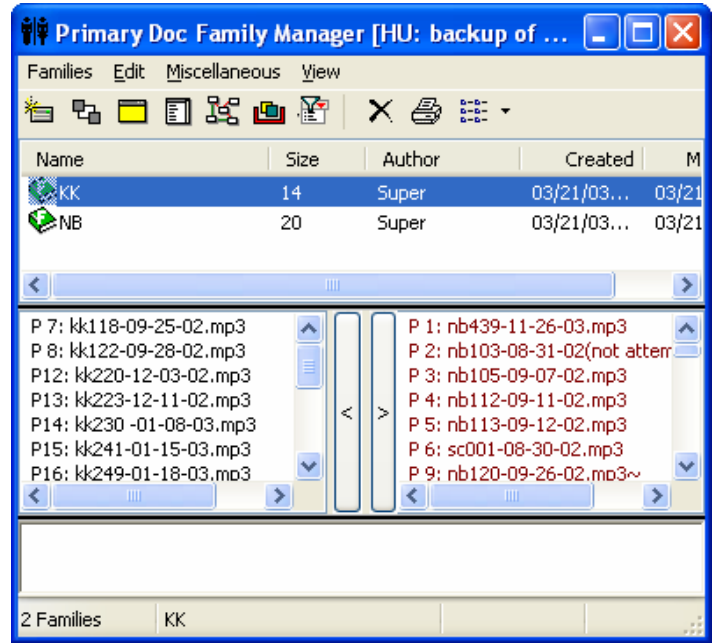 Primary Doc Family Manager [HU: backup of ...
Families Edit Miscellaneous View
Name Size Author Created M
KK 14 Super 03/21/03... 03/21
NB 20 Super 03/21/03... 03/21
P 7: kk118-09-25-02.mp3
P 8: kk122-09-28-02.mp3
P12: kk220-12-03-02.mp3
P13: kk223-12-11-02.mp3
P14: kk230 -01-08-03.mp3
P15: kk241-01-15-03.mp3
P16: kk249-01-18-03.mp3
< >
P 1: nb439-11-26-03.mp3
P 2: nb103-08-31-02(not attem
P 3: nb105-09-07-02.mp3
P 4: nb112-09-11-02.mp3
P 5: nb113-09-12-02.mp3
P 6: sc001-08-30-02.mp3
P 9: nb120-09-26-02.mp3~
2 Families KK